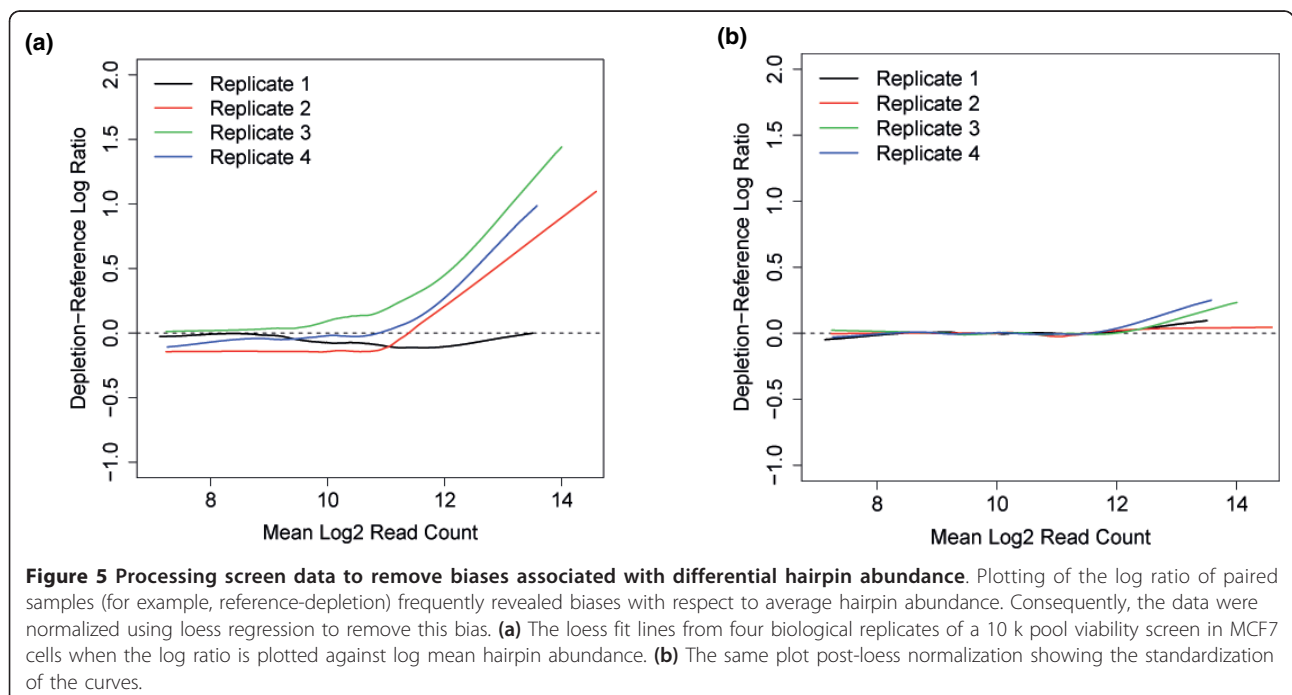 (a)
Replicate 1
Replicate 2
Replicate 3
Replicate 4
Depletion−Reference Log Ratio
2.0
1.5
1.0
0.5
0.0
−0.5
−1.0
8 10 12 14
Mean Log2 Read Count
(b)
Replicate 1
Replicate 2
Replicate 3
Replicate 4
Depletion−Reference Log Ratio
2.0
1.5
1.0
0.5
0.0
−0.5
−1.0
8 10 12 14
Mean Log2 Read Count
Figure 5 Processing screen data to remove biases associated with differential hairpin abundance. Plotting of the log ratio of paired
samples (for example, reference-depletion) frequently revealed biases with respect to average hairpin abundance. Consequently, the data were
normalized using loess regression to remove this bias. (a) The loess fit lines from four biological replicates of a 10 k pool viability screen in MCF7
cells when the log ratio is plotted against log mean hairpin abundance. (b) The same plot post-loess normalization showing the standardization
of the curves.